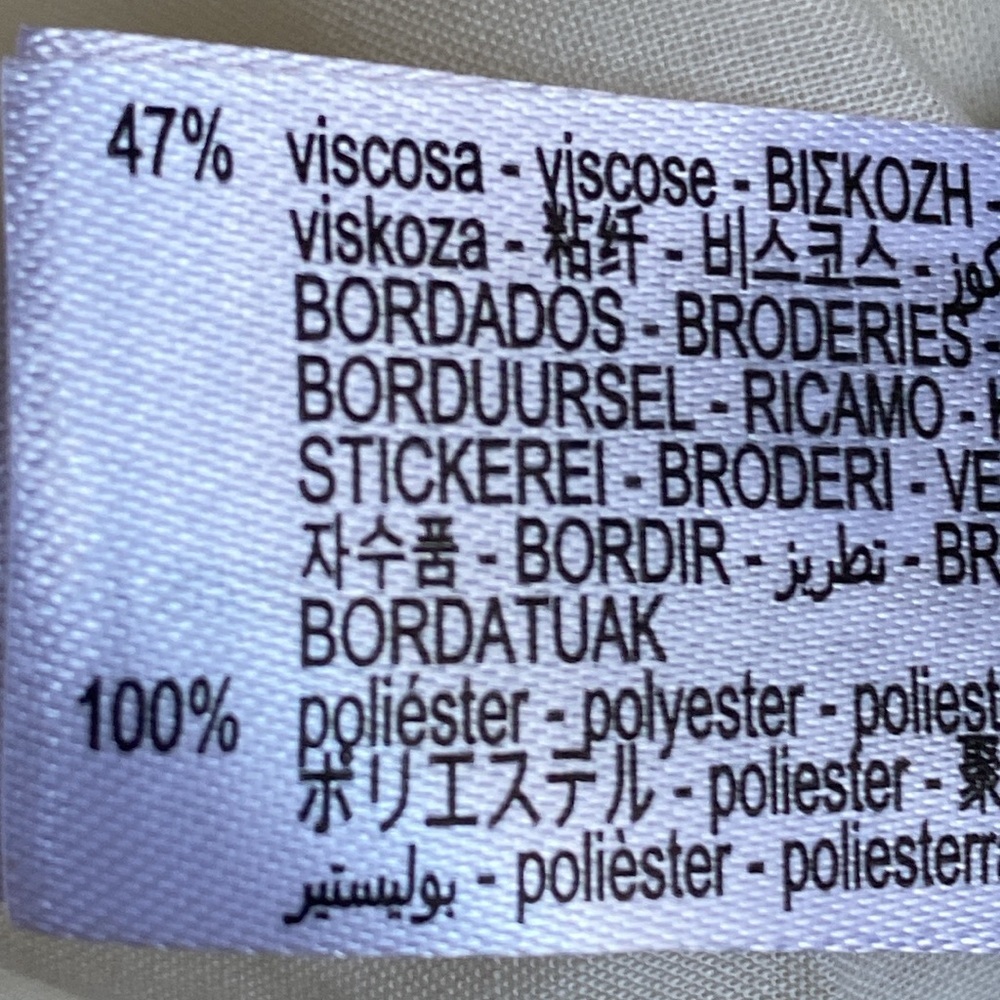 47% viscosa - viscose - ΒΙΣΚΟΖΗ -
viskoza - 粘纤 - 비스코스 -
BORDADOS - BRODERIES -
BORDUURSEL - RICAMO -
STICKEREI - BRODERI -
자수품 - BORDIR - تطريز -
BORDATUAK
100% poliéster - polyester -
ポリエステル - poliester -
بوليستير - polièster -